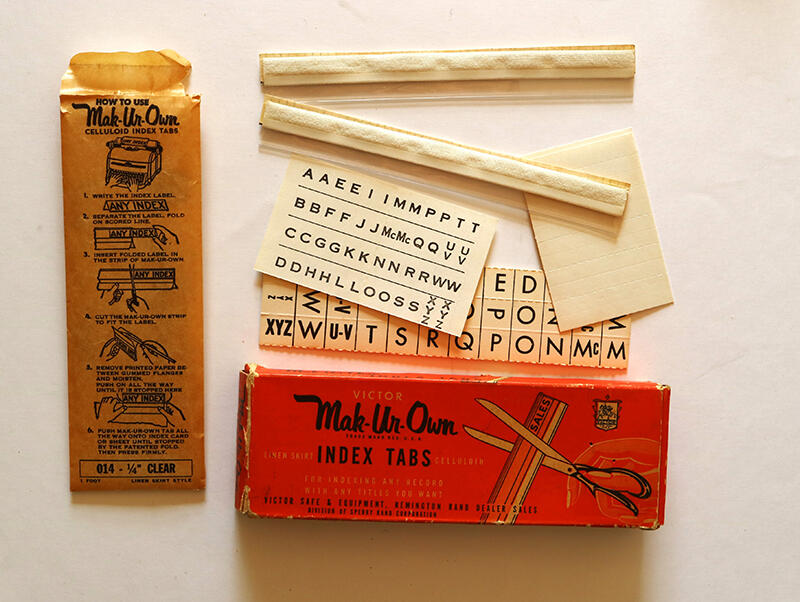 HOW TO USE
Mak-Ur-Own
CELLULOID INDEX TABS
ANY INDEX
1. WRITE THE INDEX LABEL.
ANY INDEX
2. SEPARATE THE LABEL, FOLD
ON SCORED LINE.
ANY INDEX
3. INSERT FOLDED LABEL IN
THE STRIP OF MAK-UR-OWN.
ANY INDEX
4. CUT THE MAK-UR-OWN STRIP
TO FIT THE LABEL.
5. REMOVE PRINTED PAPER BE-
TWEEN GUMMED FLANGES
AND MOISTEN.
PUSH ON ALL THE WAY
UNTIL IT IS STOPPED HERE
ANY INDEX
6. PUSH MAK-UR-OWN TAB ALL
THE WAY ONTO INDEX CARD
OR SHEET UNTIL STOPPED
BY THE PATENTED FOLD.
THEN PRESS FIRMLY.
014 - ¼" CLEAR
1 FOOT LINEN SKIRT STYLE
A A E E I I M M P P T T
B B F F J J Mc Mc Q Q U V U V
C C G G K K N N R R W W
D D H H L L O O S S X Y Z X Y Z
E D
P O N
XYZ W U-V T S R Q P O N Mc M
VICTOR
Mak-Ur-Own
TRADE MARK REG. U.S.A.
LINEN SKIRT INDEX TABS CELLULOID
SALES
FOR INDEXING ANY RECORD
WITH ANY TITLES YOU WANT
VICTOR SAFE & EQUIPMENT, REMINGTON RAND DEALER SALES
DIVISION OF SPERRY RAND CORPORATION